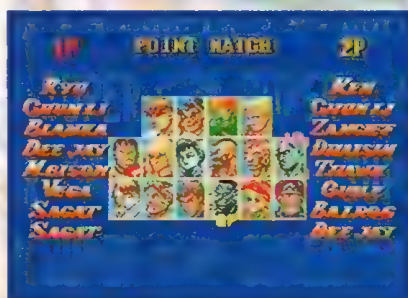 1P POINT MATCH 2P
RYU KEN
CHUN LI CHUN LI
BLANKA ZANGIEF
DEE JAY DHALSIM
M.BISON T.HAWK
VEGA GUILE
SAGAT BALROG
SAGAT DEE JAY